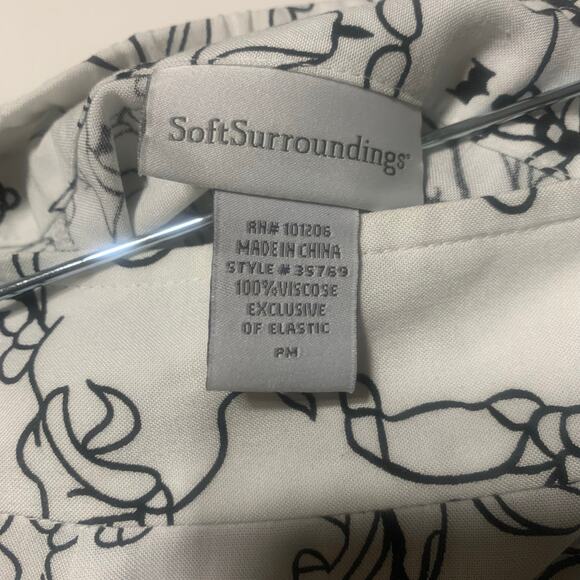 SoftSurroundings®
RN# 101206
MADE IN CHINA
STYLE # 35769
100%VISCOSE
EXCLUSIVE
OF ELASTIC
PM